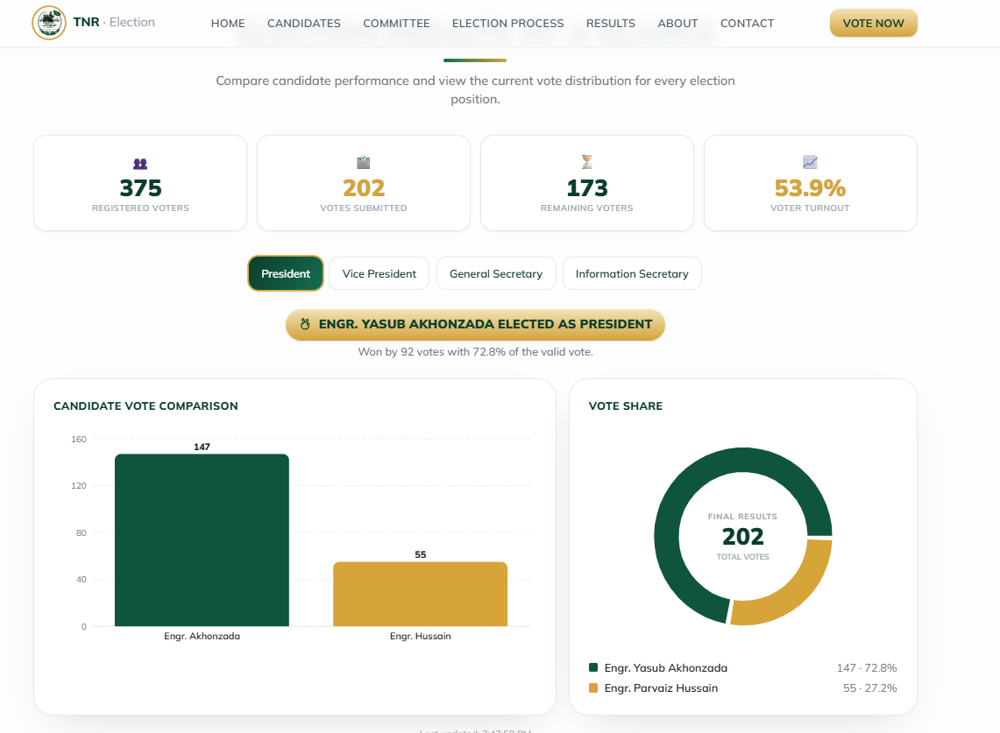 TNR · Election
HOME CANDIDATES COMMITTEE ELECTION PROCESS RESULTS ABOUT CONTACT
VOTE NOW
Compare candidate performance and view the current vote distribution for every election
position.
375
REGISTERED VOTERS
202
VOTES SUBMITTED
173
REMAINING VOTERS
53.9%
VOTER TURNOUT
President Vice President General Secretary Information Secretary
ENGR. YASUB AKHONZADA ELECTED AS PRESIDENT
Won by 92 votes with 72.8% of the valid vote.
CANDIDATE VOTE COMPARISON
160
147
120
80
55
40
0
Engr. Akhonzada Engr. Hussain
VOTE SHARE
FINAL RESULTS
202
TOTAL VOTES
Engr. Yasub Akhonzada 147 · 72.8%
Engr. Parvaiz Hussain 55 · 27.2%